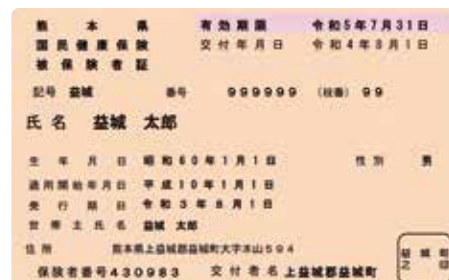 熊本県 有効期限 令和5年7月31日
国民健康保険 交付年月日 令和4年8月1日
被保険者証
記号 益城 番号 999999 (枝番) 99
氏名 益城 太郎
生年月日 昭和60年1月1日 性別 男
適用開始年月日 平成10年1月1日
発行期日 令和3年8月1日
世帯主氏名 益城 太郎
住所 熊本県上益城郡益城町大字木山594
保険者番号430983 交付者名 上益城郡益城町
益城町
之印